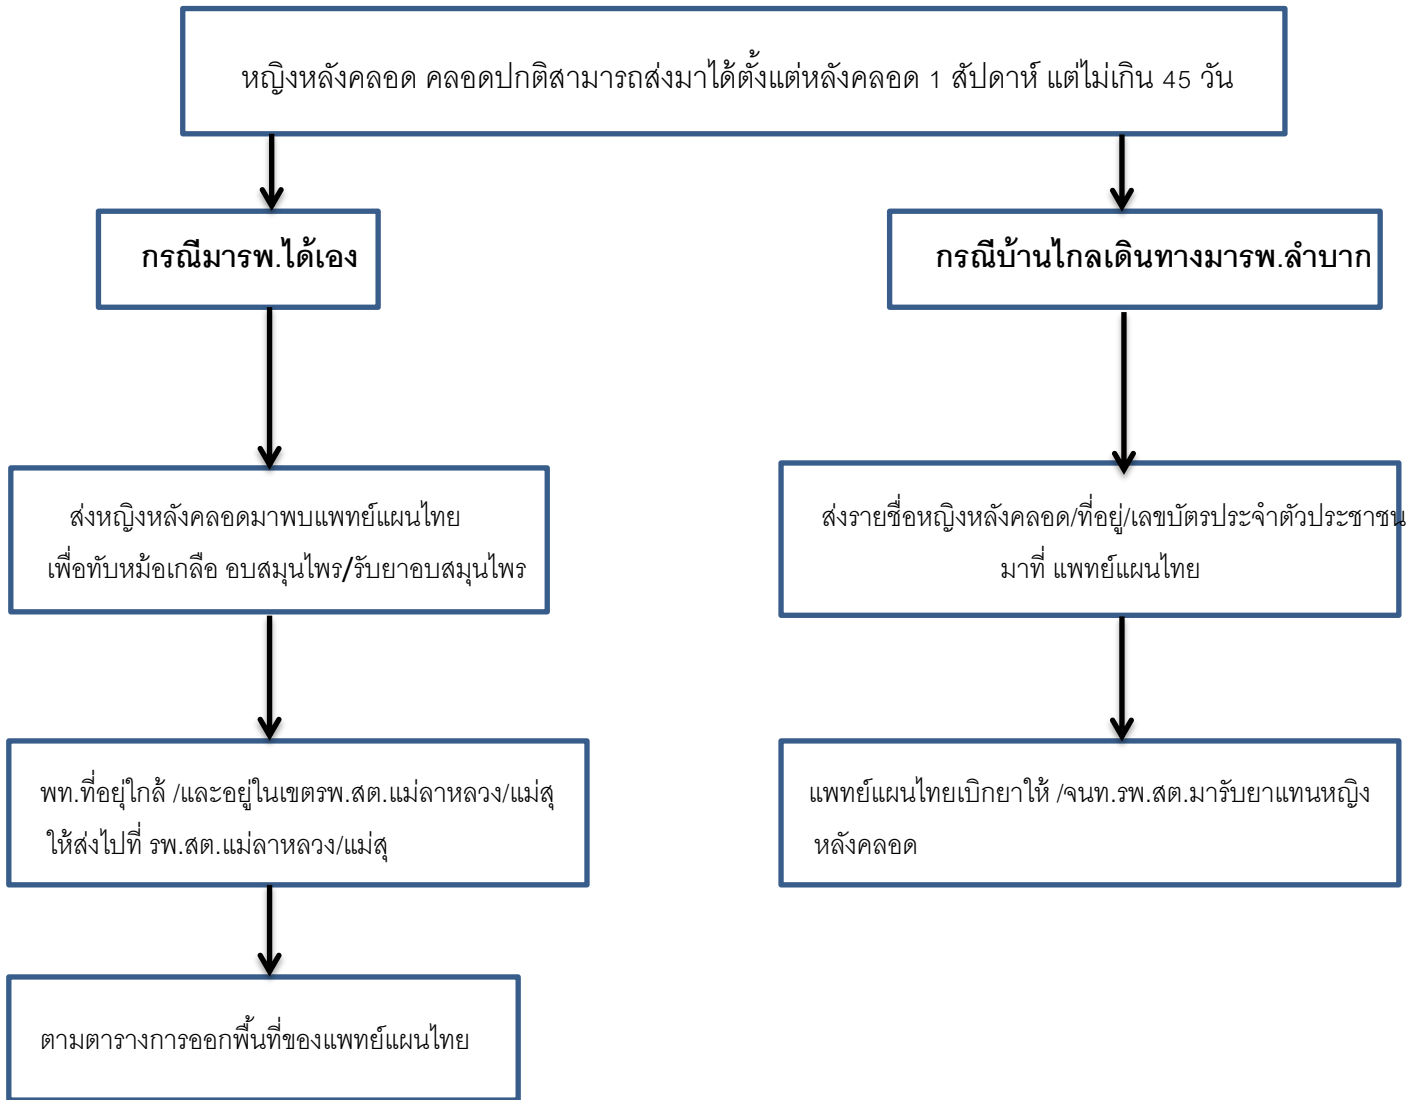 หญิงหลังคลอด คลอดปกติสามารถส่งมาได้ตั้งแต่หลังคลอด 1 สัปดาห์ แต่ไม่เกิน 45 วัน
กรณีมารพ.ได้เอง
กรณีบ้านไกลเดินทางมารพ.ลำบาก
ส่งหญิงหลังคลอดมาพบแพทย์แผนไทย
เพื่อทับหม้อเกลือ อบสมุนไพร/รับยาอบสมุนไพร
ส่งรายชื่อหญิงหลังคลอด/ที่อยู่/เลขบัตรประจำตัวประชาชน
มาที่ แพทย์แผนไทย
พท.ที่อยุ่ใกล้ /และอยู่ในเขตรพ.สต.แม่ลาหลวง/แม่สุ
ให้ส่งไปที่ รพ.สต.แม่ลาหลวง/แม่สุ
แพทย์แผนไทยเบิกยาให้ /จนท.รพ.สต.มารับยาแทนหญิง
หลังคลอด
ตามตารางการออกพื้นที่ของแพทย์แผนไทย